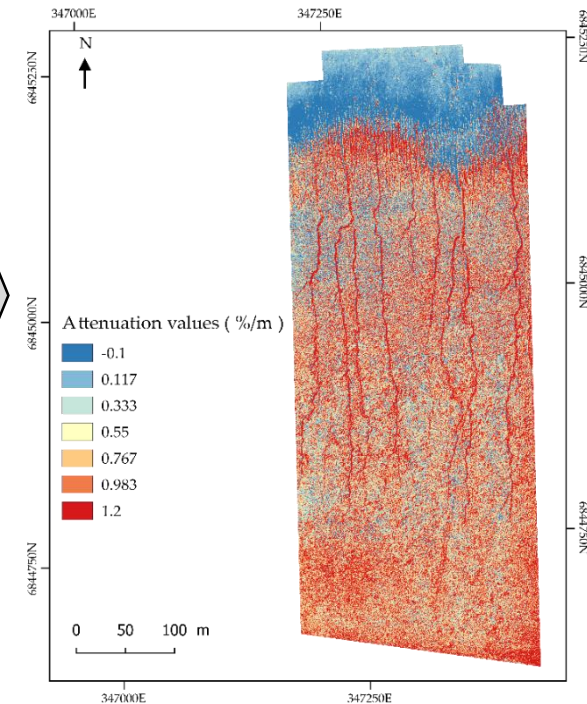 347000E 347250E
N
6845250N
6845250N
6845000N
6845000N
Attenuation values ( %/m )
-0.1
0.117
0.333
0.55
0.767
0.983
1.2
6844750N
6844750N
0 50 100 m
347000E 347250E